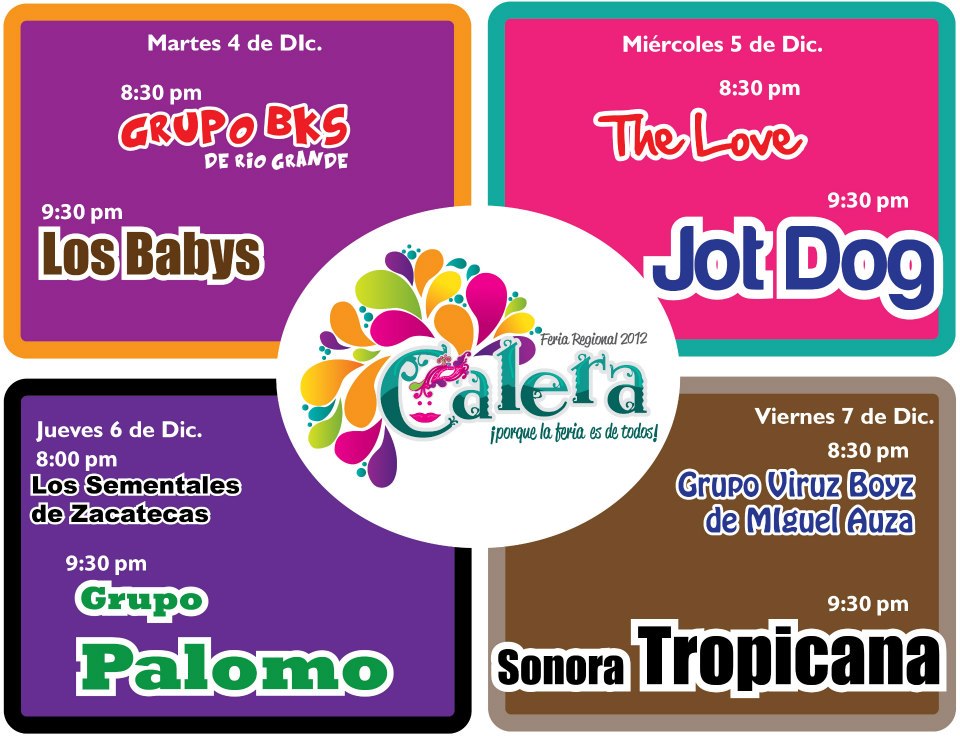 Martes 4 de DIc.
8:30 pm
GRUPO BKS
DE RIO GRANDE
9:30 pm
Los Babys
Miércoles 5 de Dic.
8:30 pm
The Love
9:30 pm
Jot Dog
Feria Regional 2012
Calera
¡porque la feria es de todos!
Jueves 6 de Dic.
8:00 pm
Los Sementales
de Zacatecas
9:30 pm
Grupo
Palomo
Viernes 7 de Dic.
8:30 pm
Grupo Viruz Boyz
de MIguel Auza
9:30 pm
Sonora Tropicana